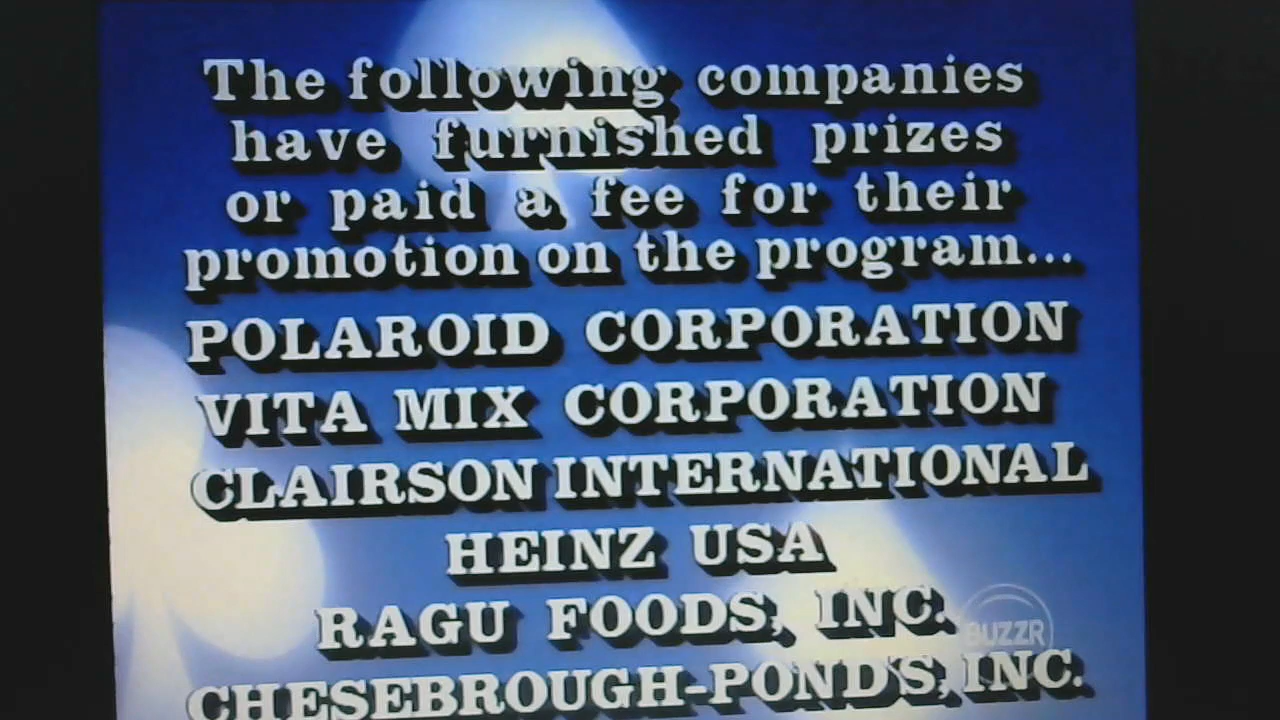 The following companies
have furnished prizes
or paid a fee for their
promotion on the program...
POLAROID CORPORATION
VITA MIX CORPORATION
CLAIRSON INTERNATIONAL
HEINZ USA
RAGU FOODS, INC.
BUZZR
CHESEBROUGH-POND'S, INC.